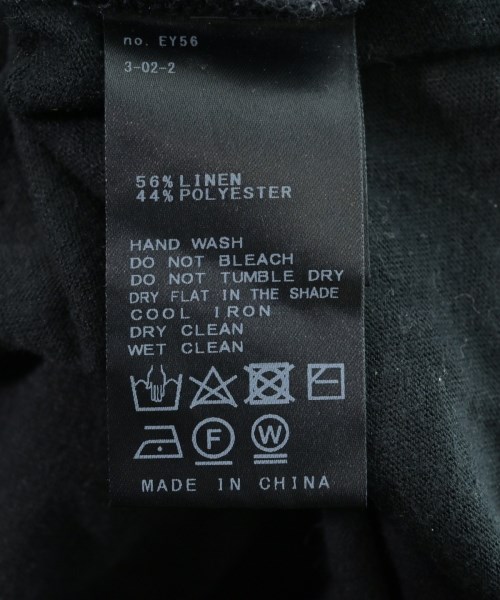 no. EY56
3-02-2
56% LINEN
44% POLYESTER
HAND WASH
DO NOT BLEACH
DO NOT TUMBLE DRY
DRY FLAT IN THE SHADE
COOL IRON
DRY CLEAN
WET CLEAN
F W
MADE IN CHINA